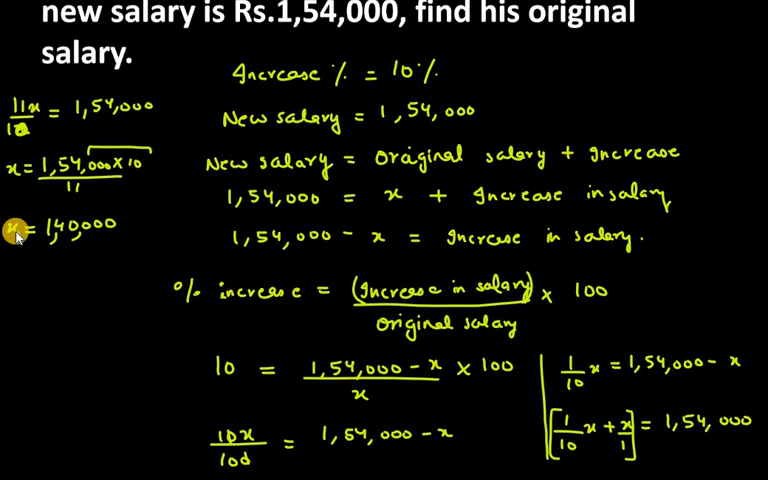 new salary is Rs.1,54,000, find his original
salary.
Increase % = 10%
New salary = 1,54,000
New salary = original salary + Increase
1,54,000 = x + Increase in salary
1,54,000 - x = Increase in salary.
% increase = (Increase in salary) / original salary × 100
10 = 1,54,000 - x / x × 100
10x / 100 = 1,54,000 - x
1/10 x = 1,54,000 - x
[1/10 x + x/1] = 1,54,000
11x / 10 = 1,54,000
x = 1,54,000 × 10 / 11
x = 1,40,000